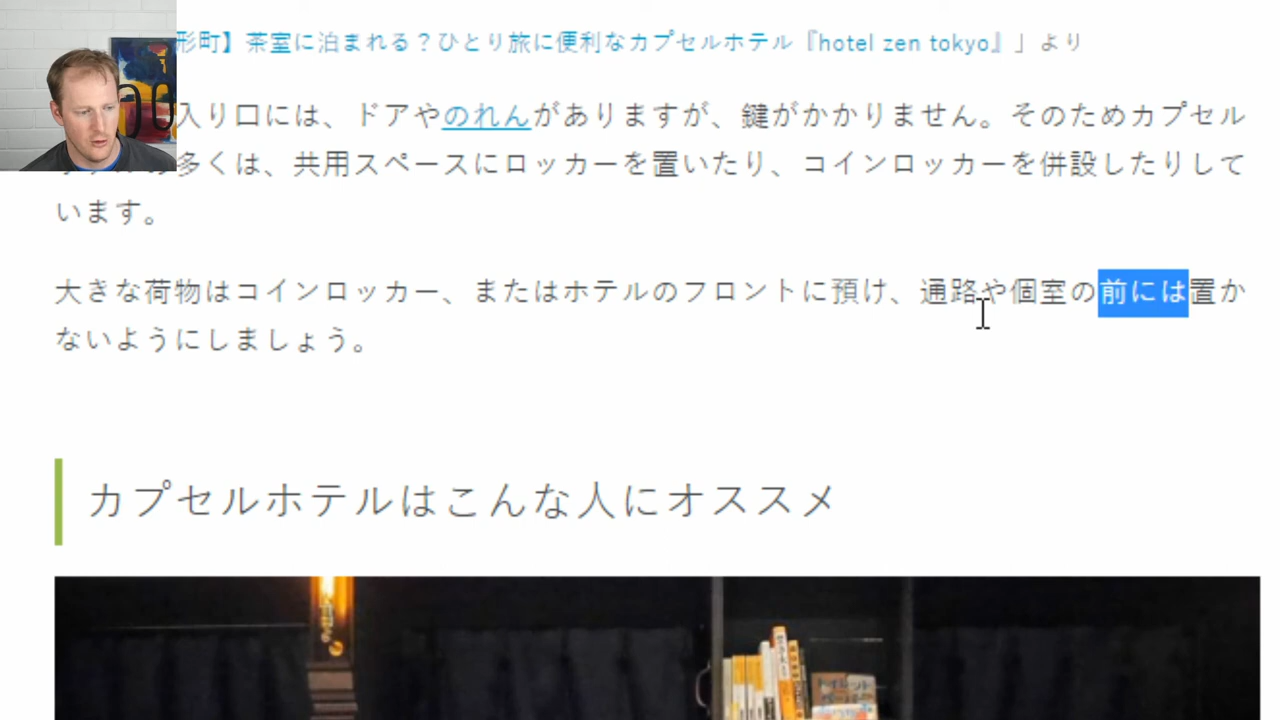 形町】茶室に泊まれる？ひとり旅に便利なカプセルホテル『hotel zen tokyo』」より
入り口には、ドアやのれんがありますが、鍵がかかりません。そのためカプセル
多くは、共用スペースにロッカーを置いたり、コインロッカーを併設したりして
います。
大きな荷物はコインロッカー、またはホテルのフロントに預け、通路や個室の前には置か
ないようにしましょう。
カプセルホテルはこんな人にオススメ